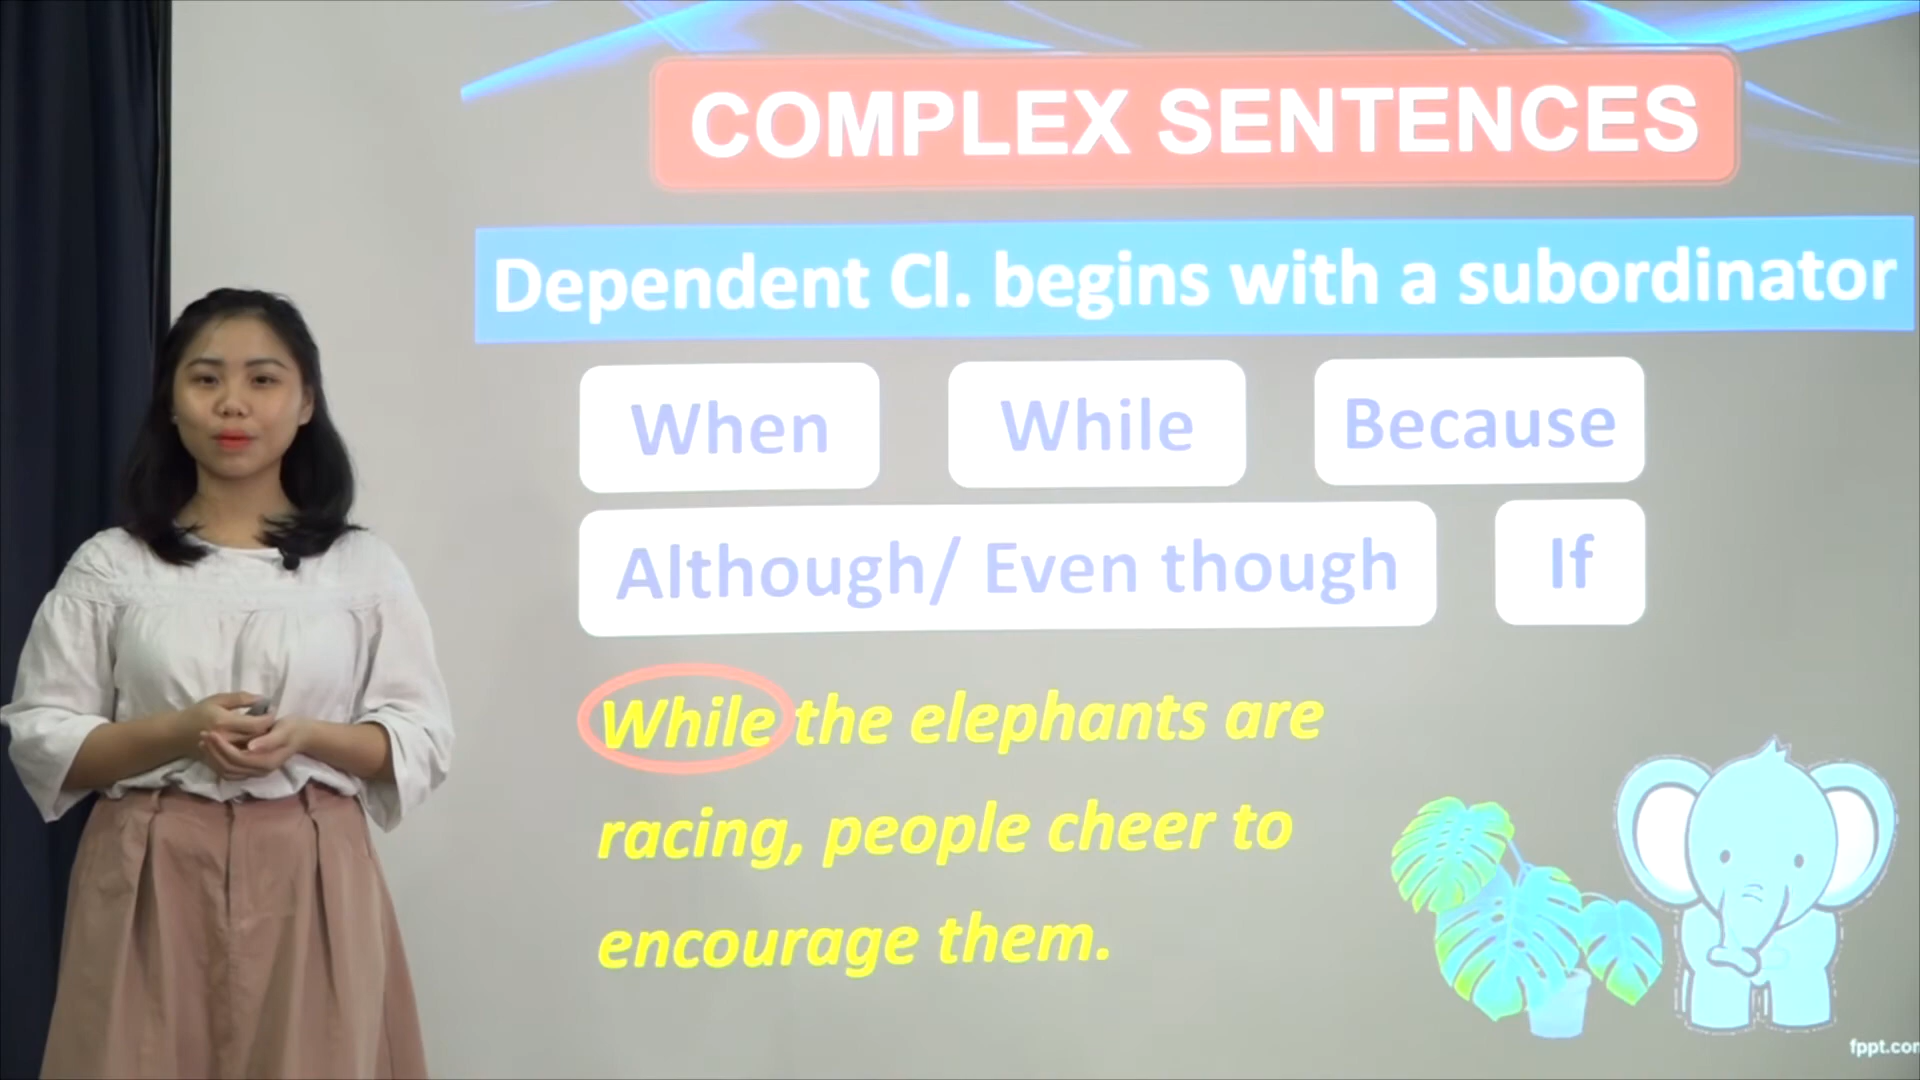 COMPLEX SENTENCES
Dependent Cl. begins with a subordinator
When While Because
Although/ Even though If
While the elephants are
racing, people cheer to
encourage them.
fppt.com